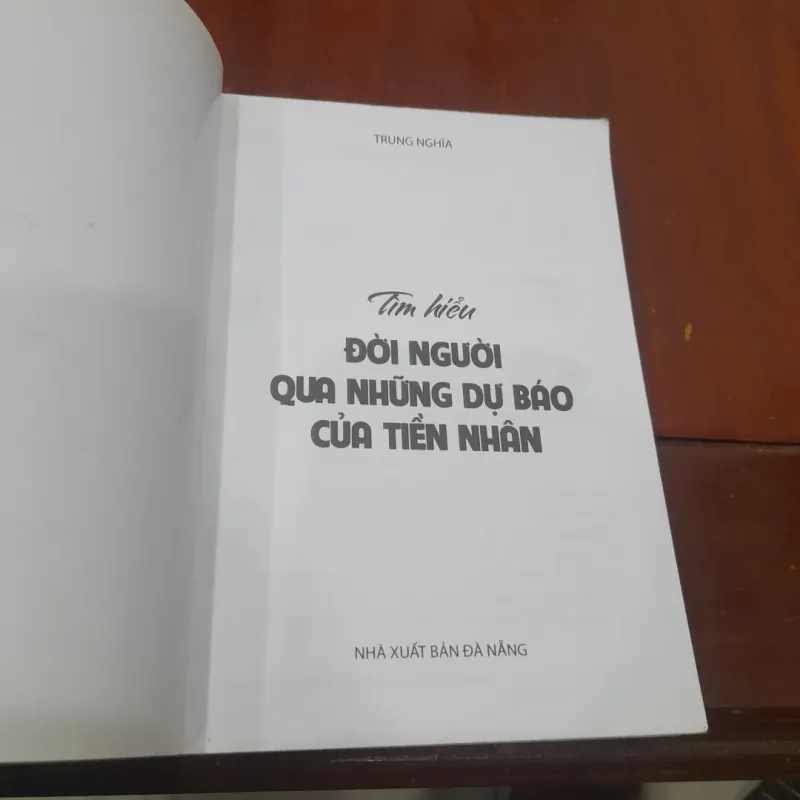 TRUNG NGHĨA
Tìm hiểu
ĐỜI NGƯỜI
QUA NHỮNG DỰ BÁO
CỦA TIỀN NHÂN
NHÀ XUẤT BẢN ĐÀ NẴNG